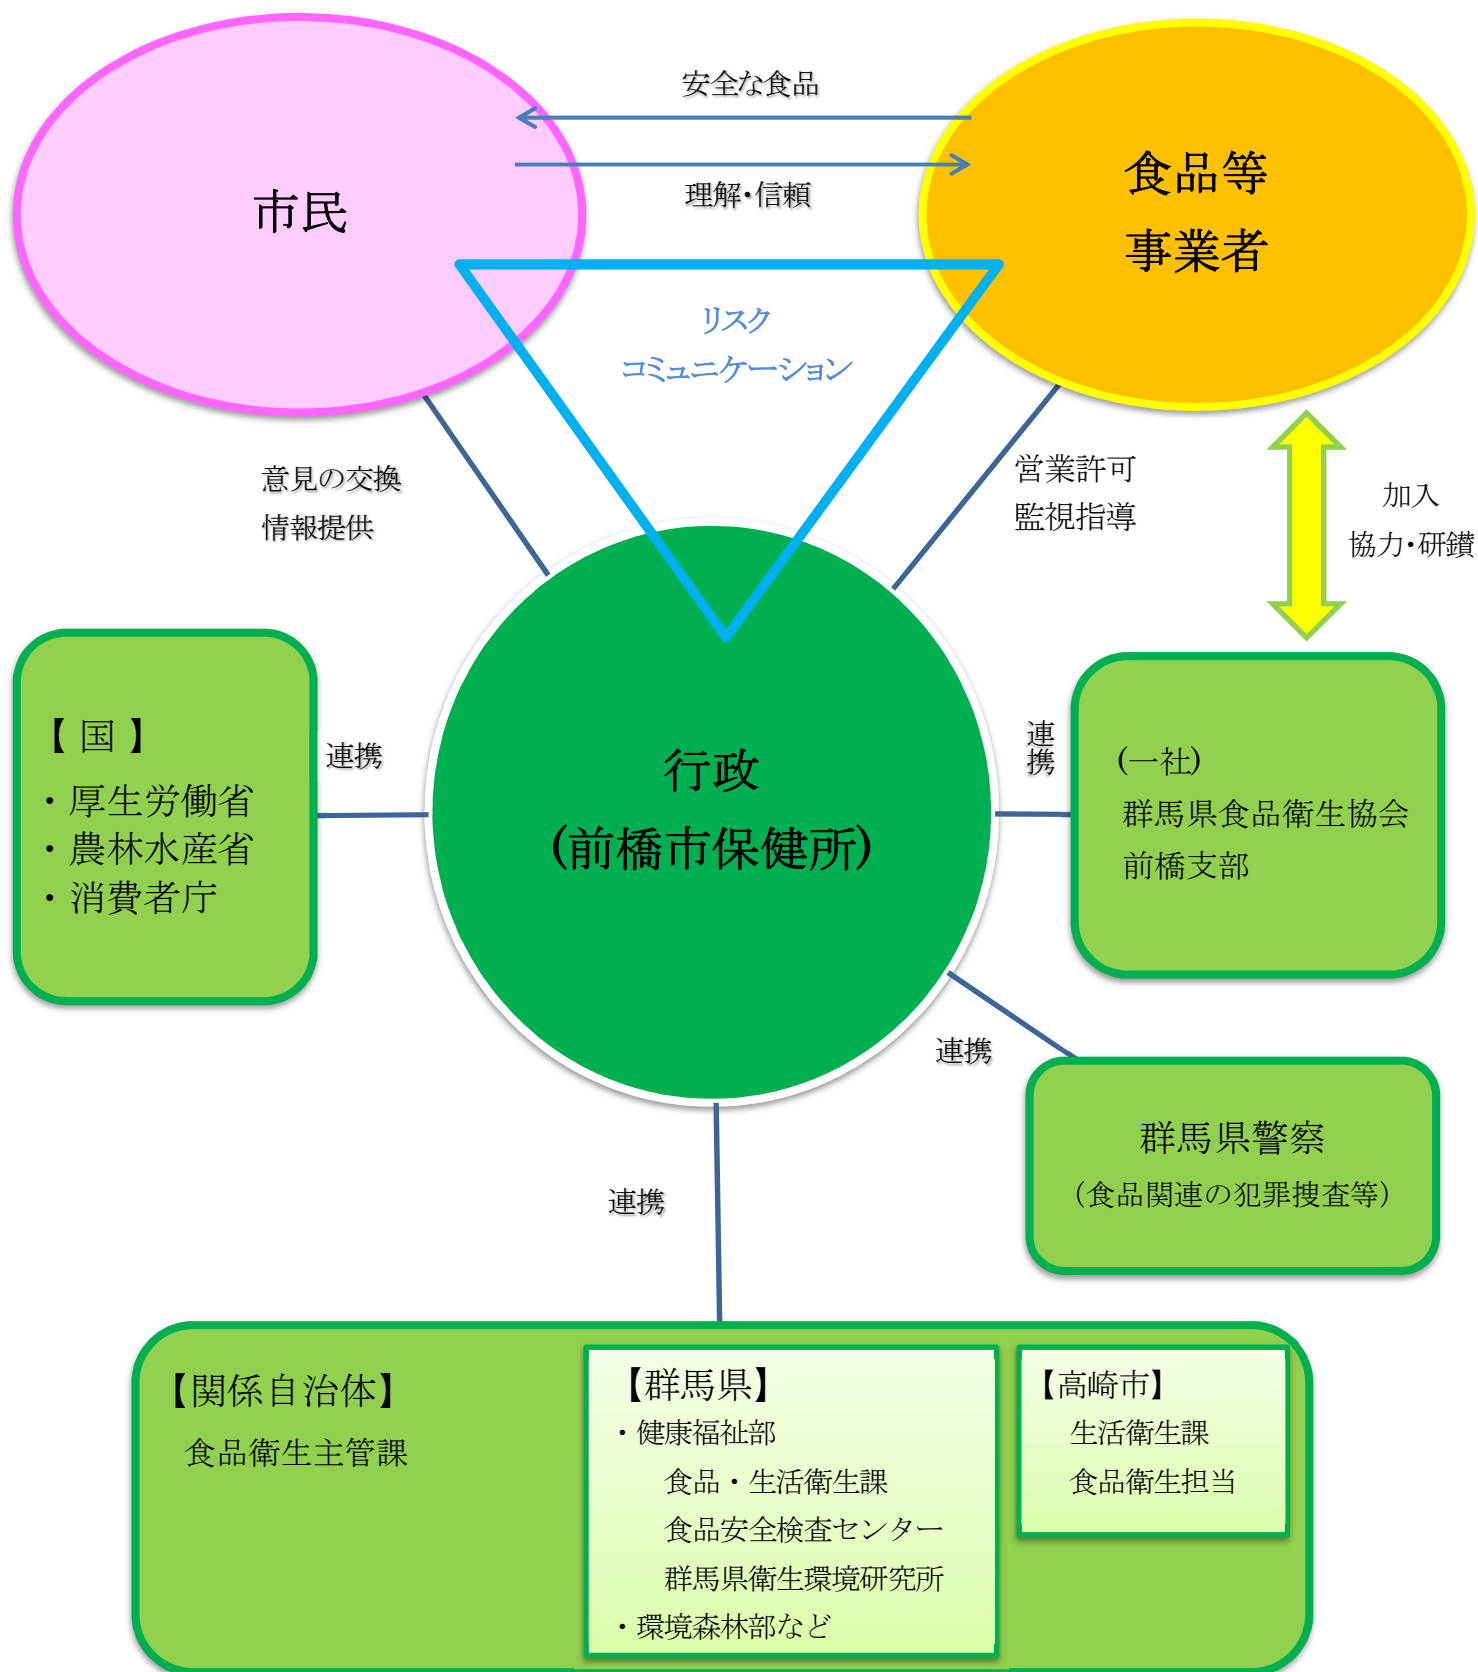 安全な食品
市民
理解・信頼
食品等
事業者
リスク
コミュニケーション
意見の交換
情報提供
営業許可
監視指導
加入
協力・研鑚
【 国 】
・厚生労働省
・農林水産省
・消費者庁
連携
行政
(前橋市保健所)
連携
(一社)
群馬県食品衛生協会
前橋支部
連携
群馬県警察
（食品関連の犯罪捜査等）
連携
【関係自治体】
食品衛生主管課
【群馬県】
・健康福祉部
食品・生活衛生課
食品安全検査センター
群馬県衛生環境研究所
・環境森林部など
【高崎市】
生活衛生課
食品衛生担当